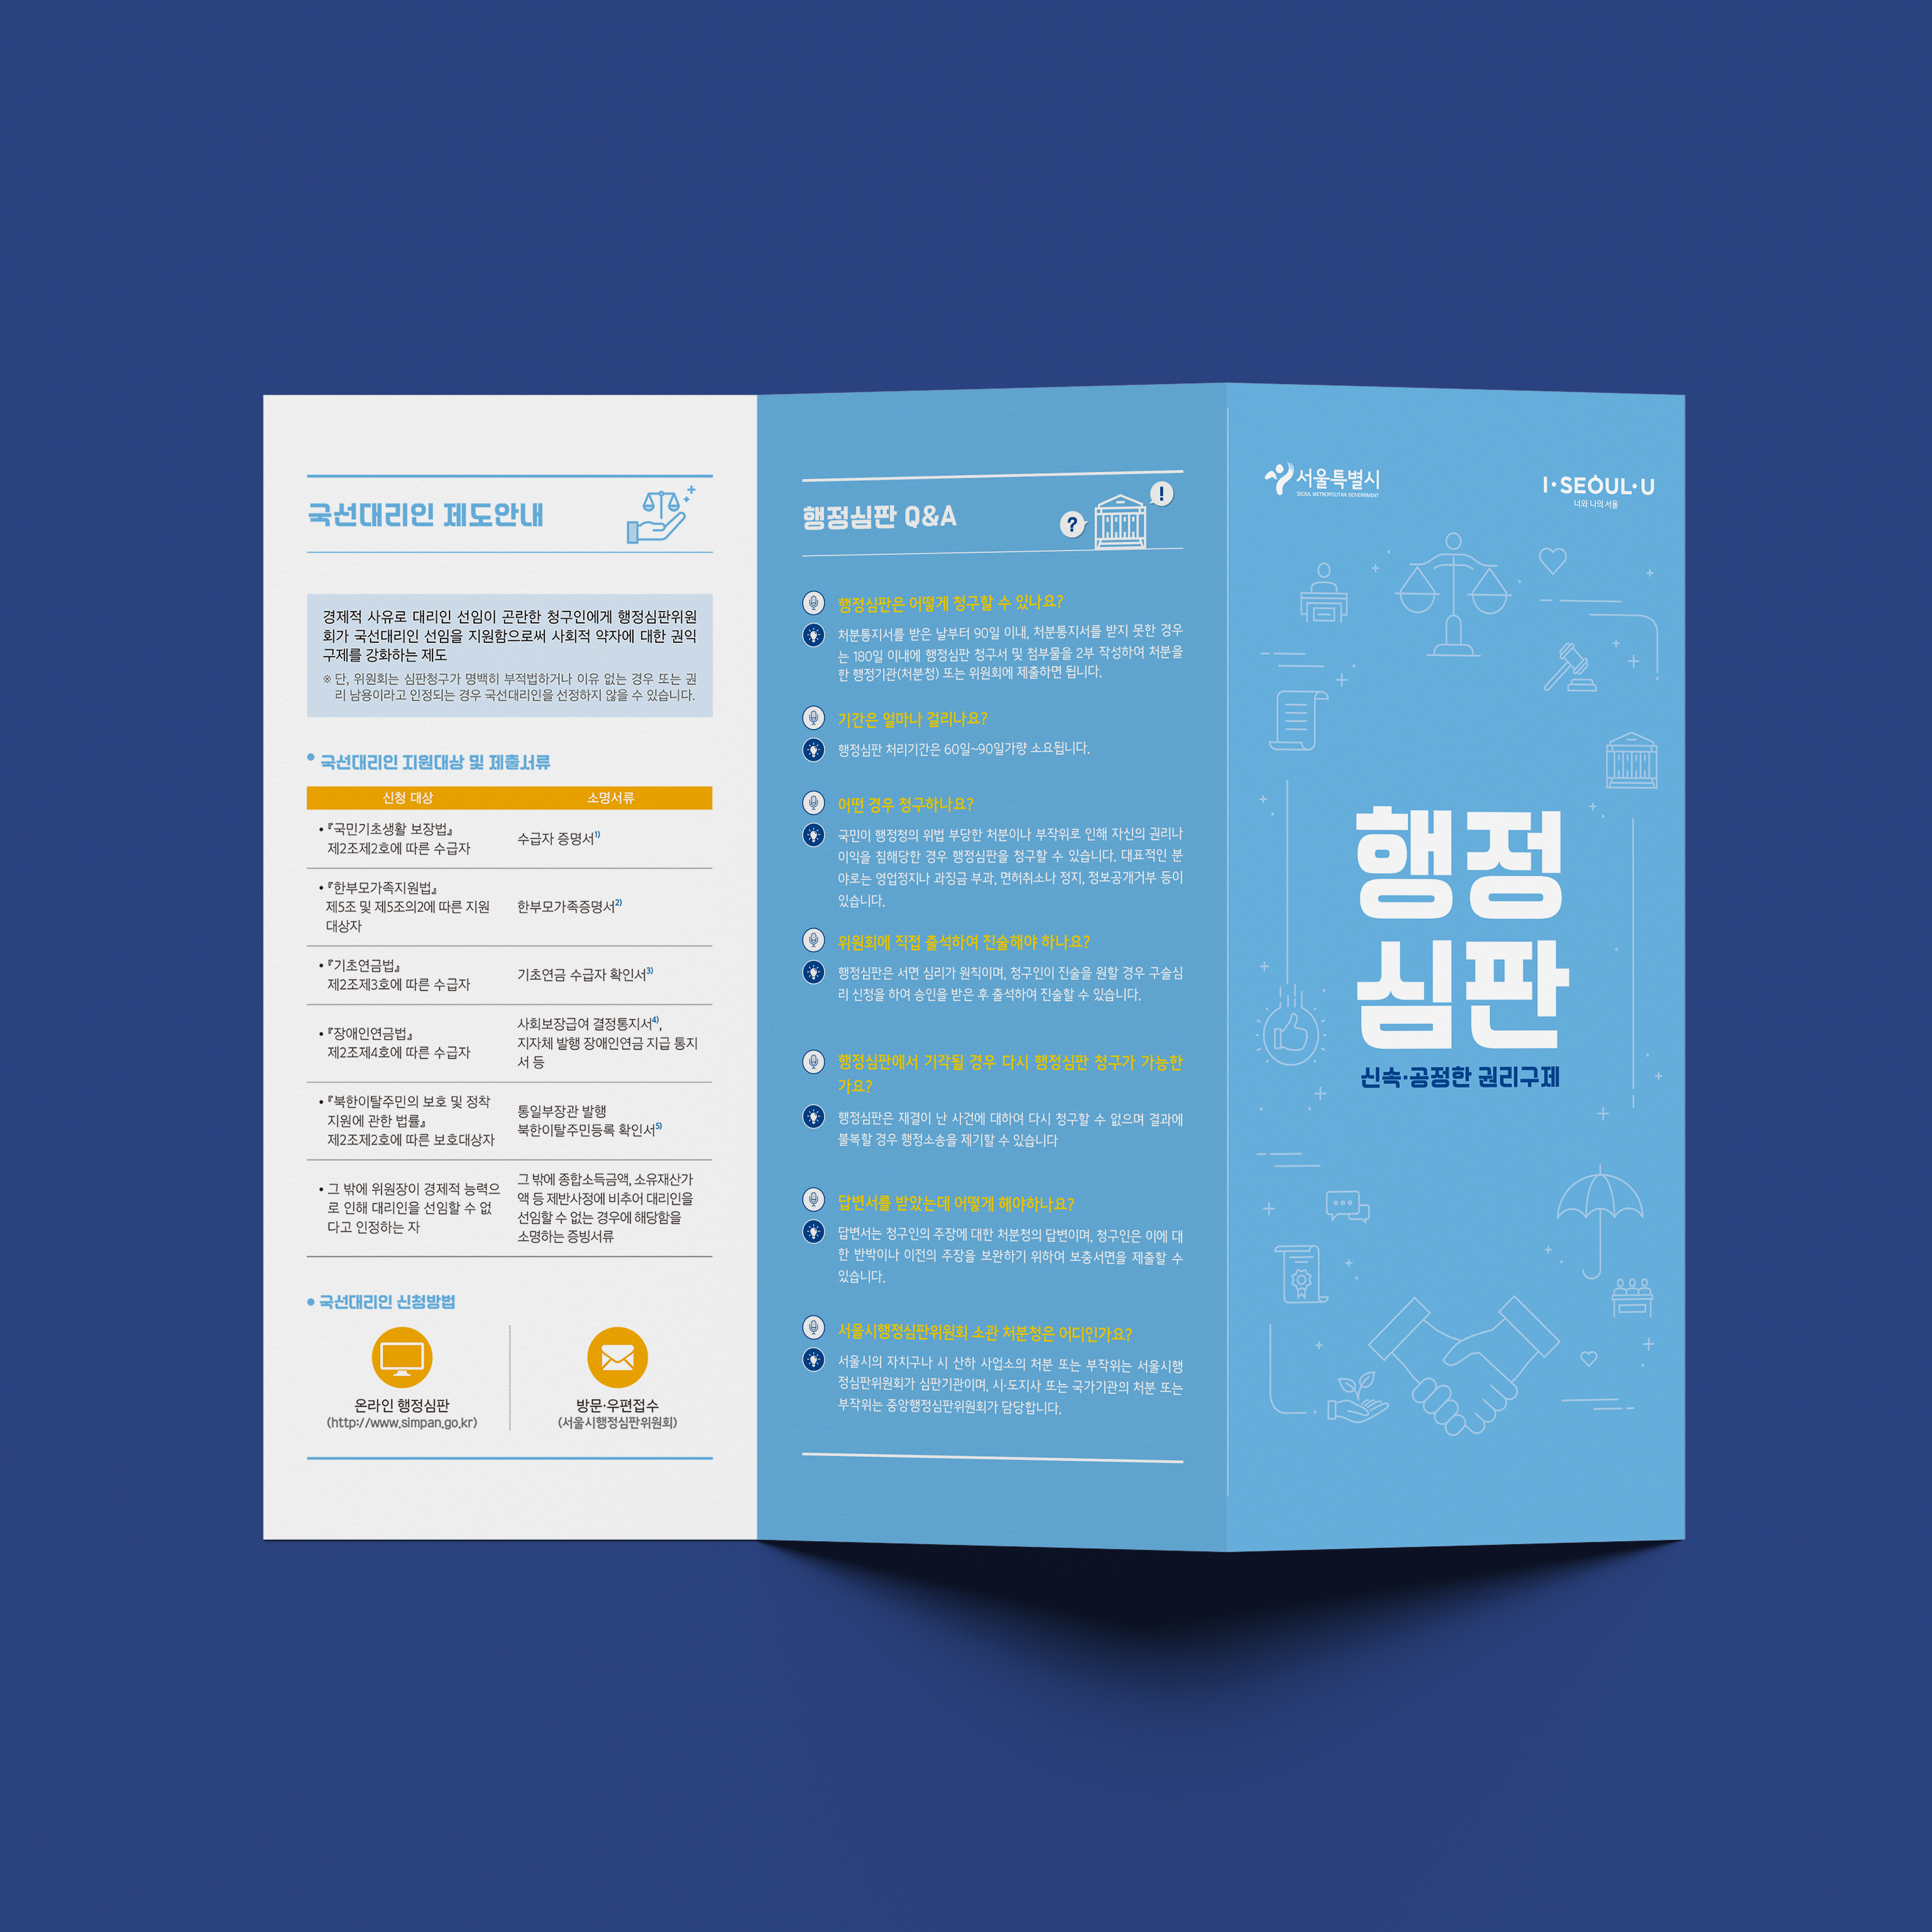 국선대리인 제도안내
경제적 사유로 대리인 선임이 곤란한 청구인에게 행정심판위원
회가 국선대리인 선임을 지원함으로써 사회적 약자에 대한 권익
구제를 강화하는 제도
※ 단, 위원회는 심판청구가 명백히 부적법하거나 이유 없는 경우 또는 권
리 남용이라고 인정되는 경우 국선대리인을 선정하지 않을 수 있습니다.
• 국선대리인 지원대상 및 제출서류
신청 대상 소명서류
• 『국민기초생활 보장법』
제2조제2호에 따른 수급자
수급자 증명서1)
• 『한부모가족지원법』
제5조 및 제5조의2에 따른 지원
대상자
한부모가족증명서2)
• 『기초연금법』
제2조제3호에 따른 수급자
기초연금 수급자 확인서3)
• 『장애인연금법』
제2조제4호에 따른 수급자
사회보장급여 결정통지서4),
지자체 발행 장애인연금 지급 통지
서 등
• 『북한이탈주민의 보호 및 정착
지원에 관한 법률』
제2조제2호에 따른 보호대상자
통일부장관 발행
북한이탈주민등록 확인서5)
• 그 밖에 위원장이 경제적 능력으
로 인해 대리인을 선임할 수 없
다고 인정하는 자
그 밖에 종합소득금액, 소유재산가
액 등 제반사정에 비추어 대리인을
선임할 수 없는 경우에 해당함을
소명하는 증빙서류
• 국선대리인 신청방법
온라인 행정심판
(http://www.simpan.go.kr)
방문·우편접수
(서울시행정심판위원회)
행정심판 Q&A
?
!
행정심판은 어떻게 청구할 수 있나요?
처분통지서를 받은 날부터 90일 이내, 처분통지서를 받지 못한 경우
는 180일 이내에 행정심판 청구서 및 첨부물을 2부 작성하여 처분을
한 행정기관(처분청) 또는 위원회에 제출하면 됩니다.
기간은 얼마나 걸리나요?
행정심판 처리기간은 60일~90일가량 소요됩니다.
어떤 경우 청구하나요?
국민이 행정청의 위법 부당한 처분이나 부작위로 인해 자신의 권리나
이익을 침해당한 경우 행정심판을 청구할 수 있습니다. 대표적인 분
야로는 영업정지나 과징금 부과, 면허취소나 정지, 정보공개거부 등이
있습니다.
위원회에 직접 출석하여 진술해야 하나요?
행정심판은 서면 심리가 원칙이며, 청구인이 진술을 원할 경우 구술심
리 신청을 하여 승인을 받은 후 출석하여 진술할 수 있습니다.
행정심판에서 기각될 경우 다시 행정심판 청구가 가능한
가요?
행정심판은 재결이 난 사건에 대하여 다시 청구할 수 없으며 결과에
불복할 경우 행정소송을 제기할 수 있습니다
답변서를 받았는데 어떻게 해야하나요?
답변서는 청구인의 주장에 대한 처분청의 답변이며, 청구인은 이에 대
한 반박이나 이전의 주장을 보완하기 위하여 보충서면을 제출할 수
있습니다.
서울시행정심판위원회 소관 처분청은 어디인가요?
서울시의 자치구나 시 산하 사업소의 처분 또는 부작위는 서울시행
정심판위원회가 심판기관이며, 시·도지사 또는 국가기관의 처분 또는
부작위는 중앙행정심판위원회가 담당합니다.
서울특별시
SEOUL METROPOLITAN GOVERNMENT
I·SEOUL·U
너와 나의 서울
행정
심판
신속·공정한 권리구제